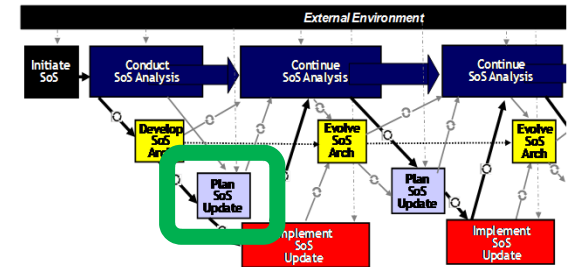 External Environment
Initiate
SoS
Conduct
SoS Analysis
Continue
SoS Analysis
Continue
SoS Analysis
Develop
SoS
Arch
Evolve
SoS
Arch
Evolve
SoS
Arch
Plan
SoS
Update
Plan
SoS
Update
Implement
SoS
Update
Implement
SoS
Update